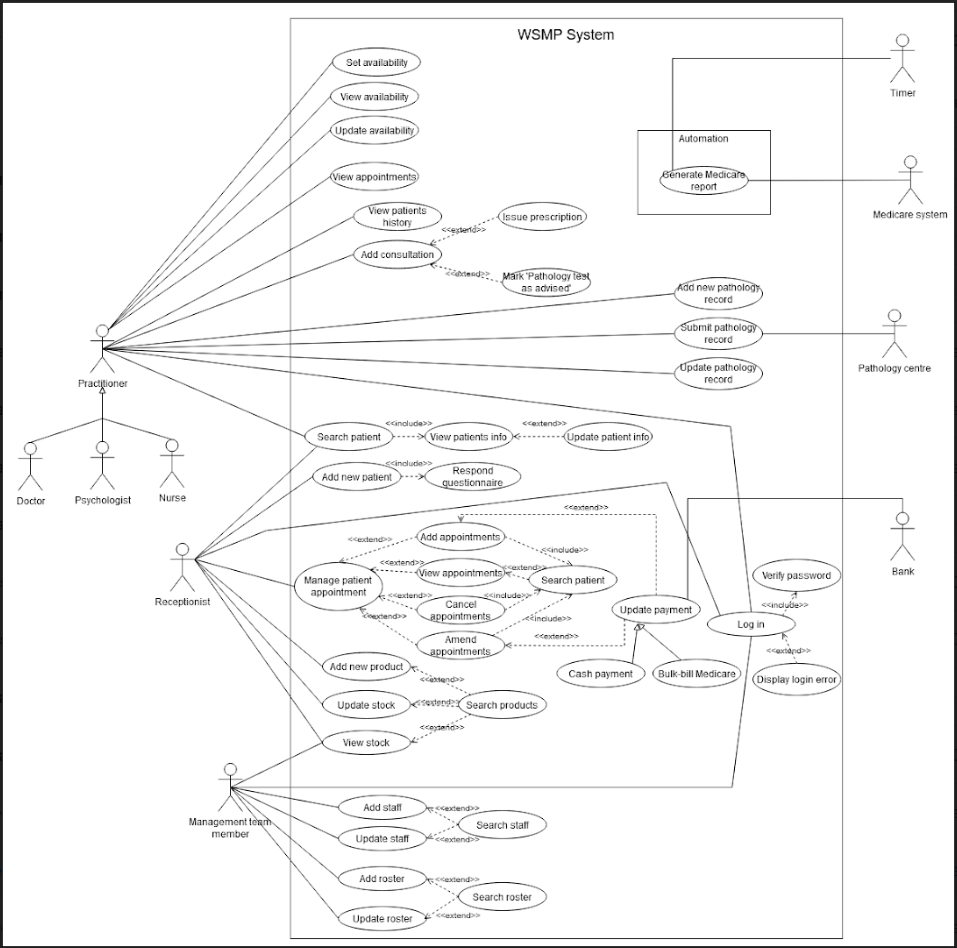 WSMP System
Set availability
View availability
Update availability
View appointments
View patients
history
Add consultation
<<extend>>
Issue prescription
<<extend>>
Mark 'Pathology test
as advised'
Timer
Automation
Generate Medicare
report
Medicare system
Add new pathology
record
Submit pathology
record
Update pathology
record
Pathology centre
Practitioner
Doctor
Psychologist
Nurse
Search patient
<<include>>
View patients info
<<extend>>
Update patient info
Add new patient
<<include>>
Respond
questionnaire
<<extend>>
Receptionist
Manage patient
appointment
<<extend>>
Add appointments
<<include>>
<<extend>>
View appointments
<<extend>>
Search patient
<<extend>>
Cancel
appointments
<<include>>
<<extend>>
Amend
appointments
<<include>>
<<extend>>
Update payment
Cash payment
Bulk-bill Medicare
Bank
Verify password
<<include>>
Log in
<<extend>>
Display login error
Add new product
<<extend>>
Update stock
<<extend>>
Search products
View stock
<<extend>>
Management team
member
Add staff
<<extend>>
Search staff
Update staff
<<extend>>
Add roster
<<extend>>
Search roster
Update roster
<<extend>>